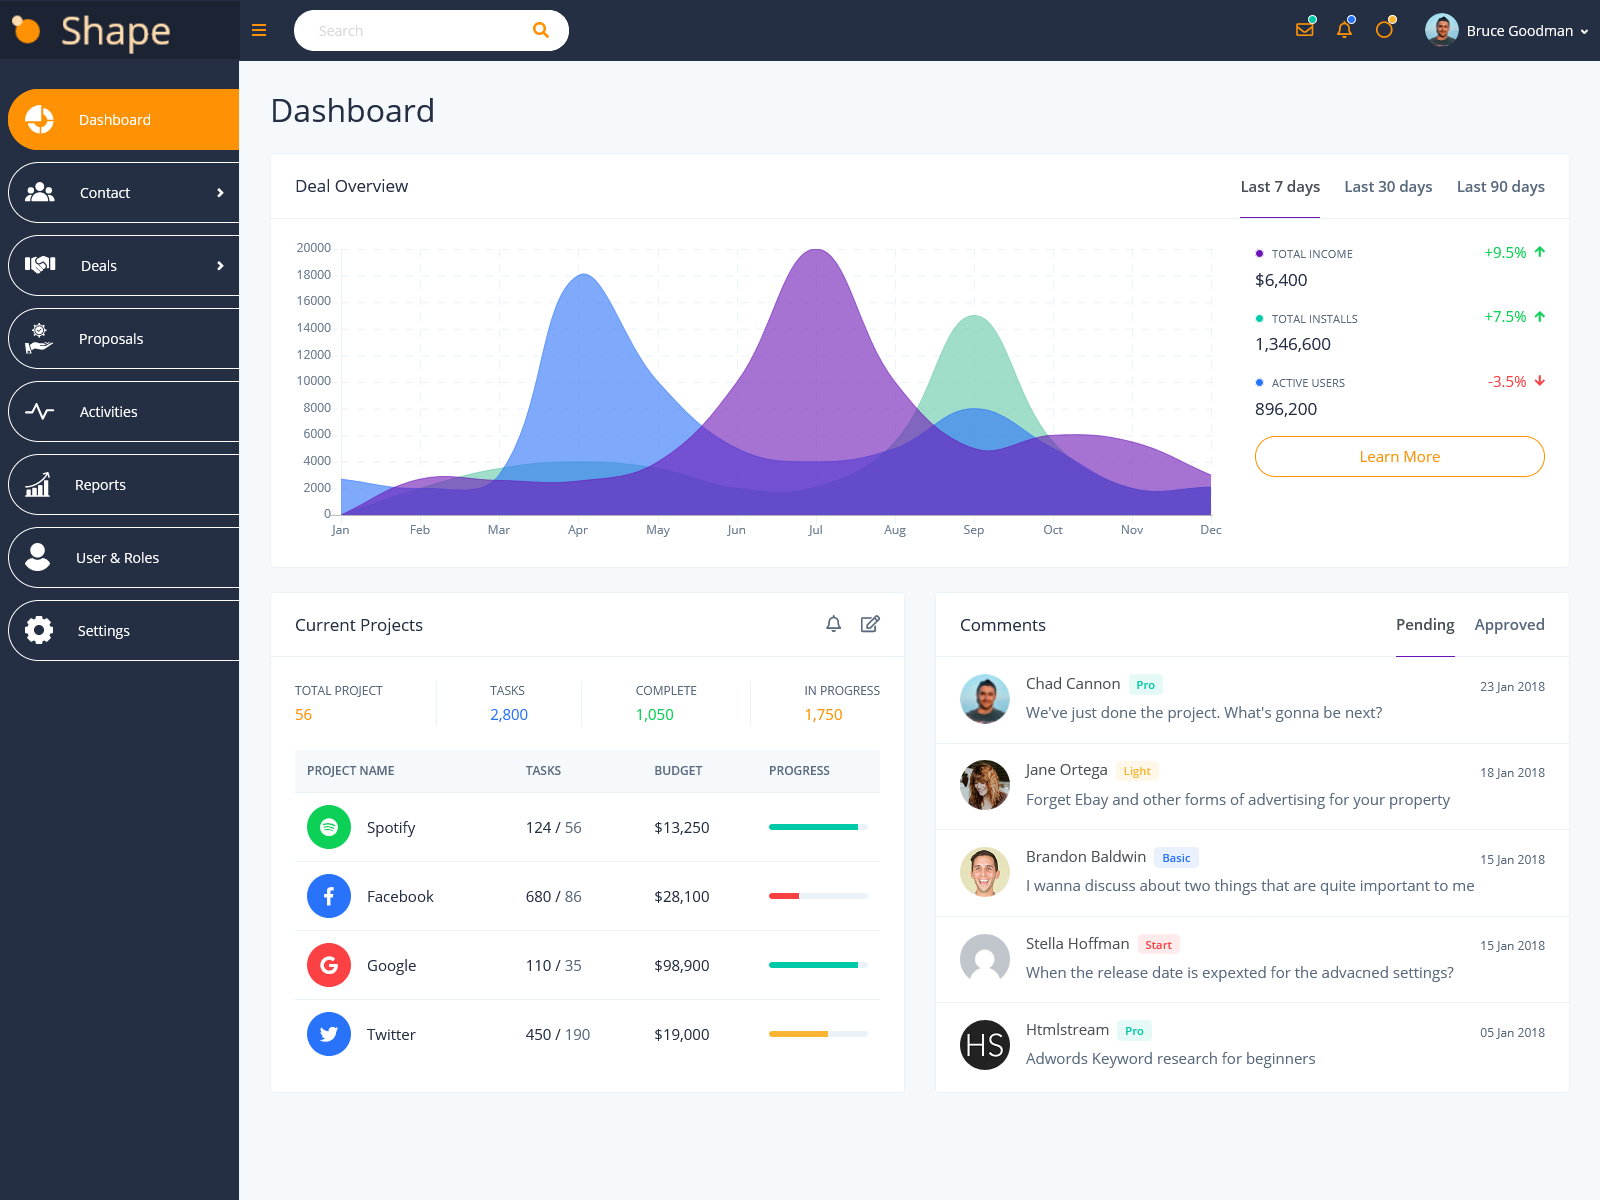 Shape
Search
Bruce Goodman
Dashboard
Contact
Deals
Proposals
Activities
Reports
User & Roles
Settings
Dashboard
Deal Overview
Last 7 days Last 30 days Last 90 days
20000
18000
16000
14000
12000
10000
8000
6000
4000
2000
0
Jan Feb Mar Apr May Jun Jul Aug Sep Oct Nov Dec
TOTAL INCOME +9.5%
$6,400
TOTAL INSTALLS +7.5%
1,346,600
ACTIVE USERS -3.5%
896,200
Learn More
Current Projects
TOTAL PROJECT TASKS COMPLETE IN PROGRESS
56 2,800 1,050 1,750
PROJECT NAME TASKS BUDGET PROGRESS
Spotify 124 / 56 $13,250
Facebook 680 / 86 $28,100
Google 110 / 35 $98,900
Twitter 450 / 190 $19,000
Comments Pending Approved
Chad Cannon Pro 23 Jan 2018
We've just done the project. What's gonna be next?
Jane Ortega Light 18 Jan 2018
Forget Ebay and other forms of advertising for your property
Brandon Baldwin Basic 15 Jan 2018
I wanna discuss about two things that are quite important to me
Stella Hoffman Start 15 Jan 2018
When the release date is expexted for the advacned settings?
HS Htmlstream Pro 05 Jan 2018
Adwords Keyword research for beginners